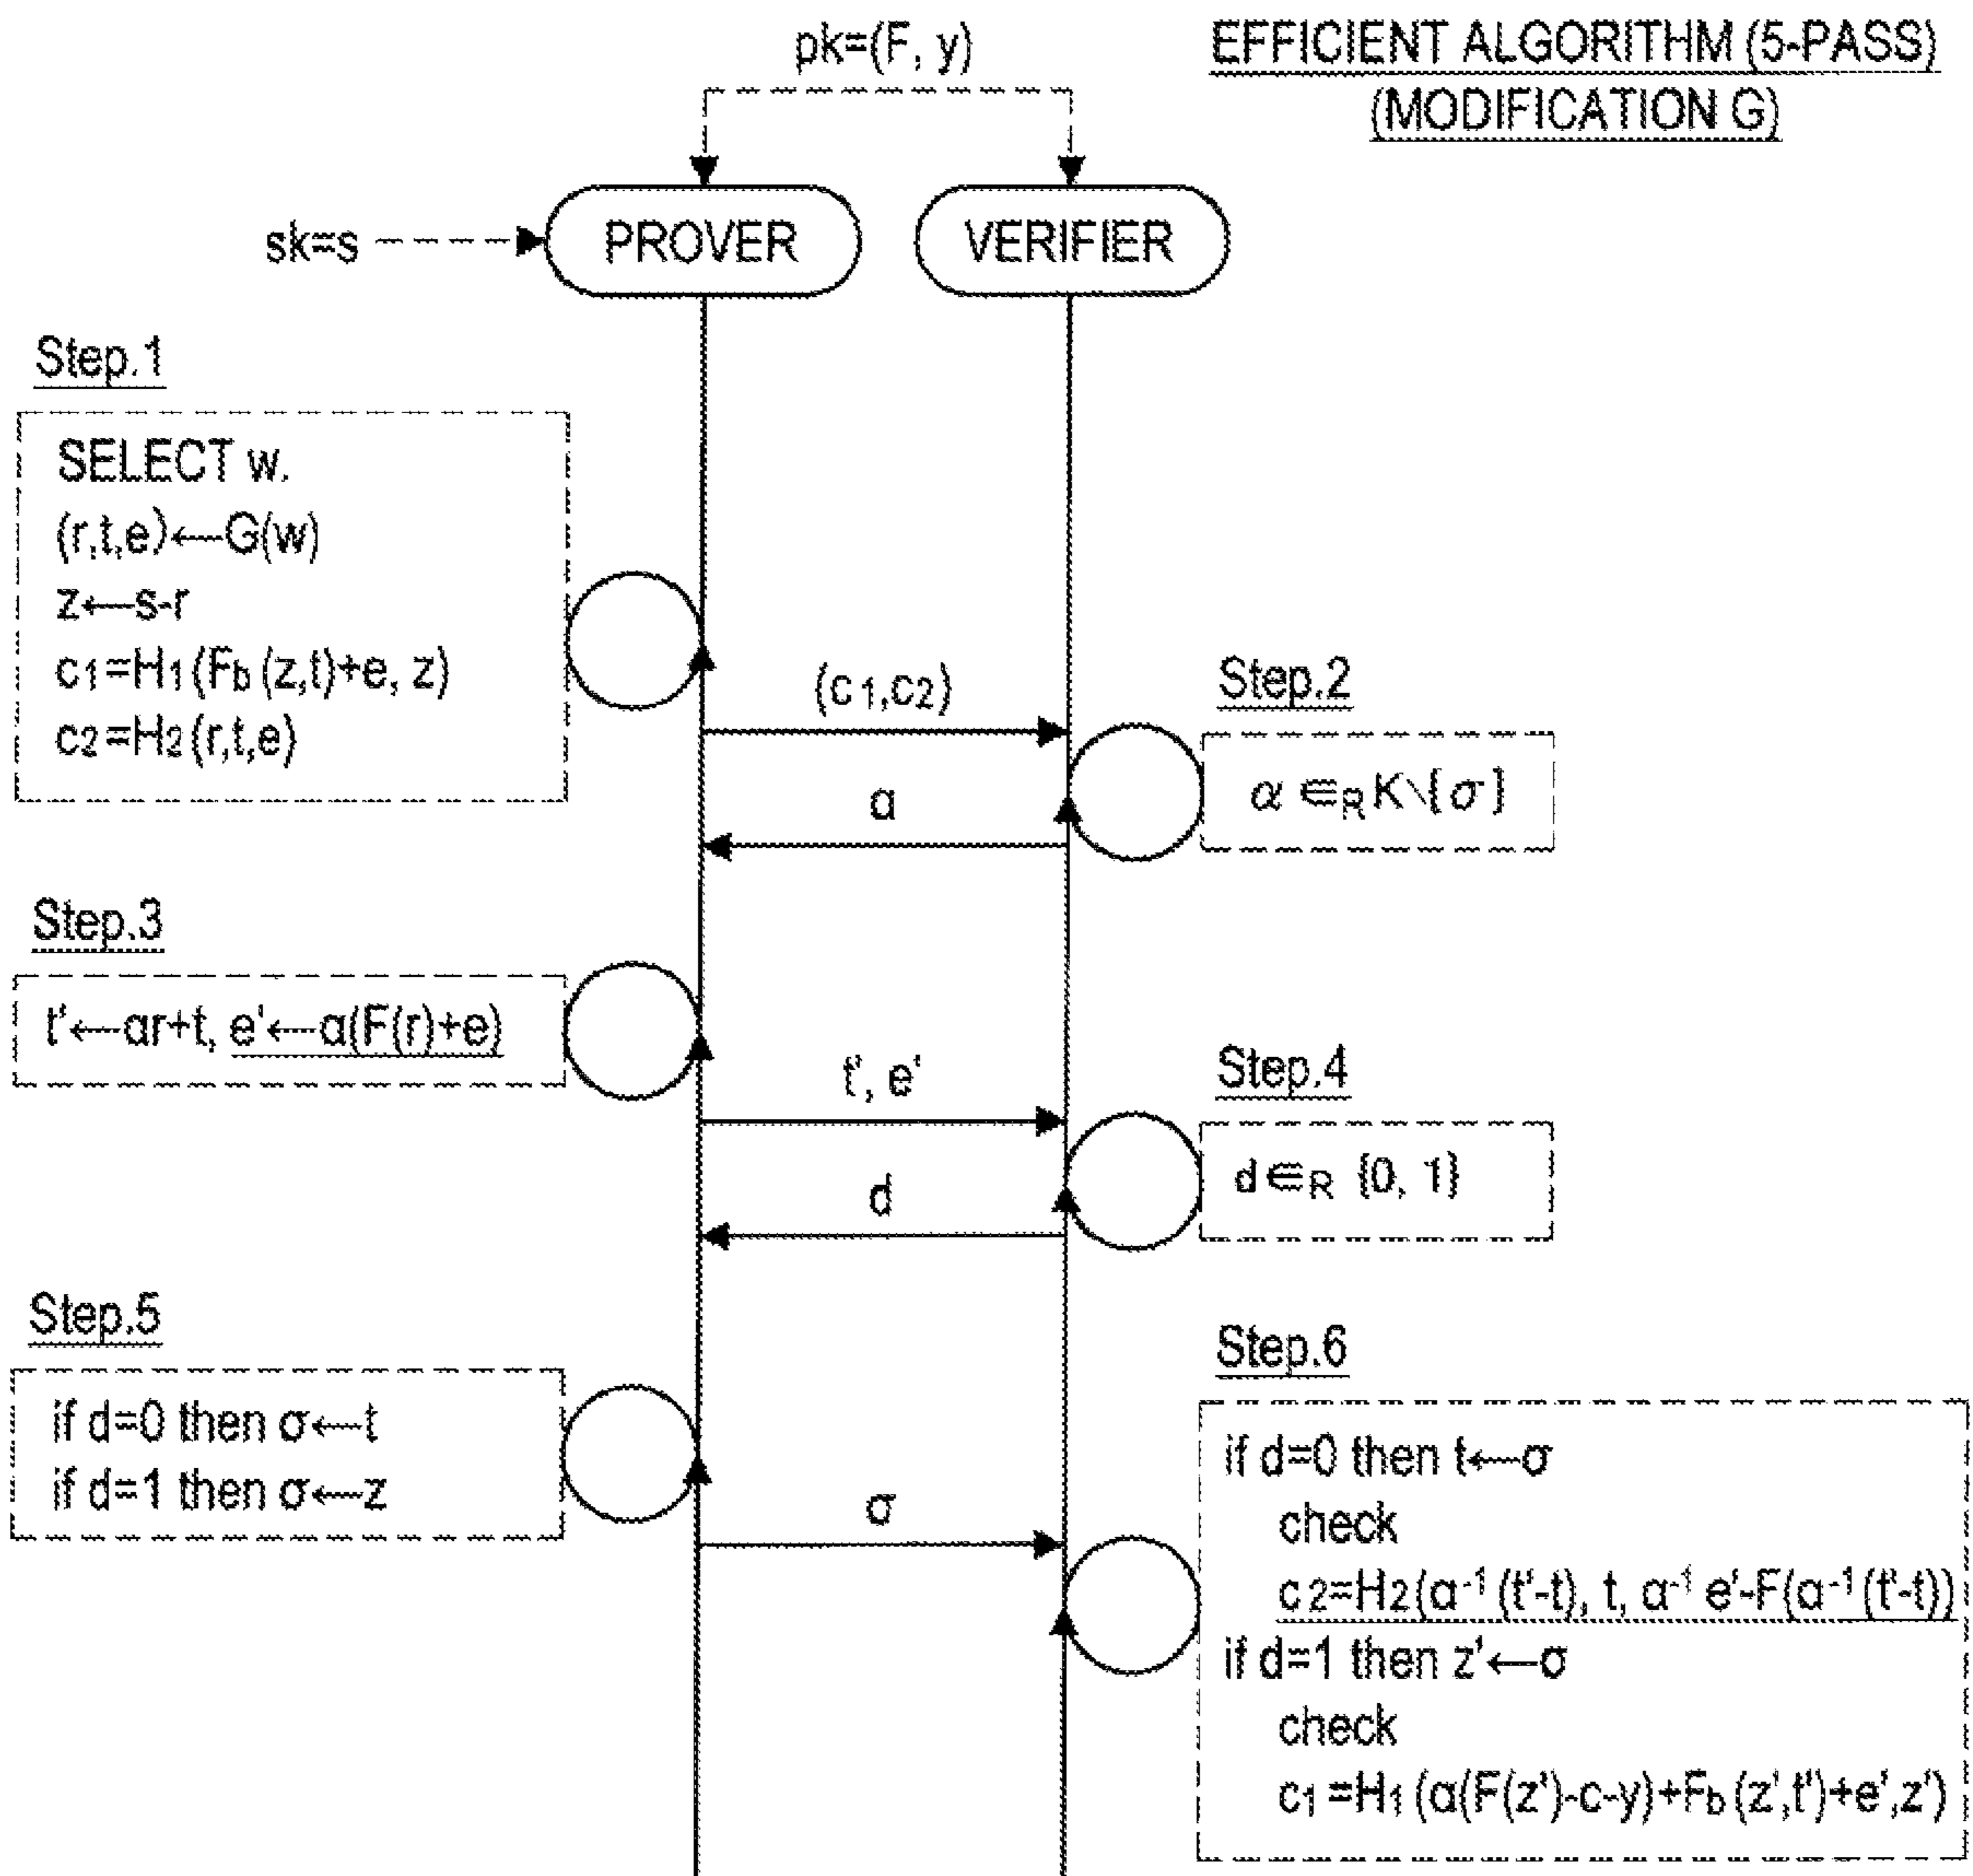 pk=(F, y)
EFFICIENT ALGORITHM (5-PASS)
(MODIFICATION G)
sk=s
PROVER
VERIFIER
Step.1
SELECT w.
(r,t,e)←G(w)
z←s-r
c1=H1(Fb(z,t)+e, z)
c2=H2(r,t,e)
(c1,c2)
Step.2
α ∈R K\{σ}
α
Step.3
t'←αr+t, e'←α(F(r)+e)
t', e'
Step.4
d∈R {0, 1}
d
Step.5
if d=0 then σ←t
if d=1 then σ←z
σ
Step.6
if d=0 then t←σ
check
c2=H2(α⁻¹(t'-t), t, α⁻¹ e'-F(α⁻¹(t'-t))
if d=1 then z'←σ
check
c1=H1(α(F(z')-c-y)+Fb(z',t')+e',z')